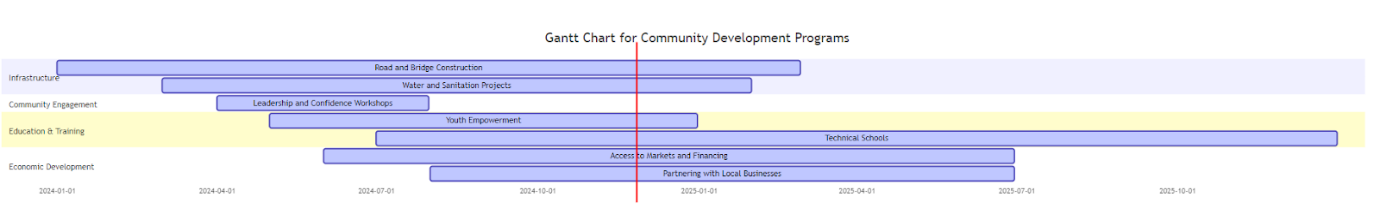 Gantt Chart for Community Development Programs
Infrastructure
Road and Bridge Construction
Water and Sanitation Projects
Community Engagement
Leadership and Confidence Workshops
Education & Training
Youth Empowerment
Technical Schools
Economic Development
Access to Markets and Financing
Partnering with Local Businesses
2024-01-01 2024-04-01 2024-07-01 2024-10-01 2025-01-01 2025-04-01 2025-07-01 2025-10-01